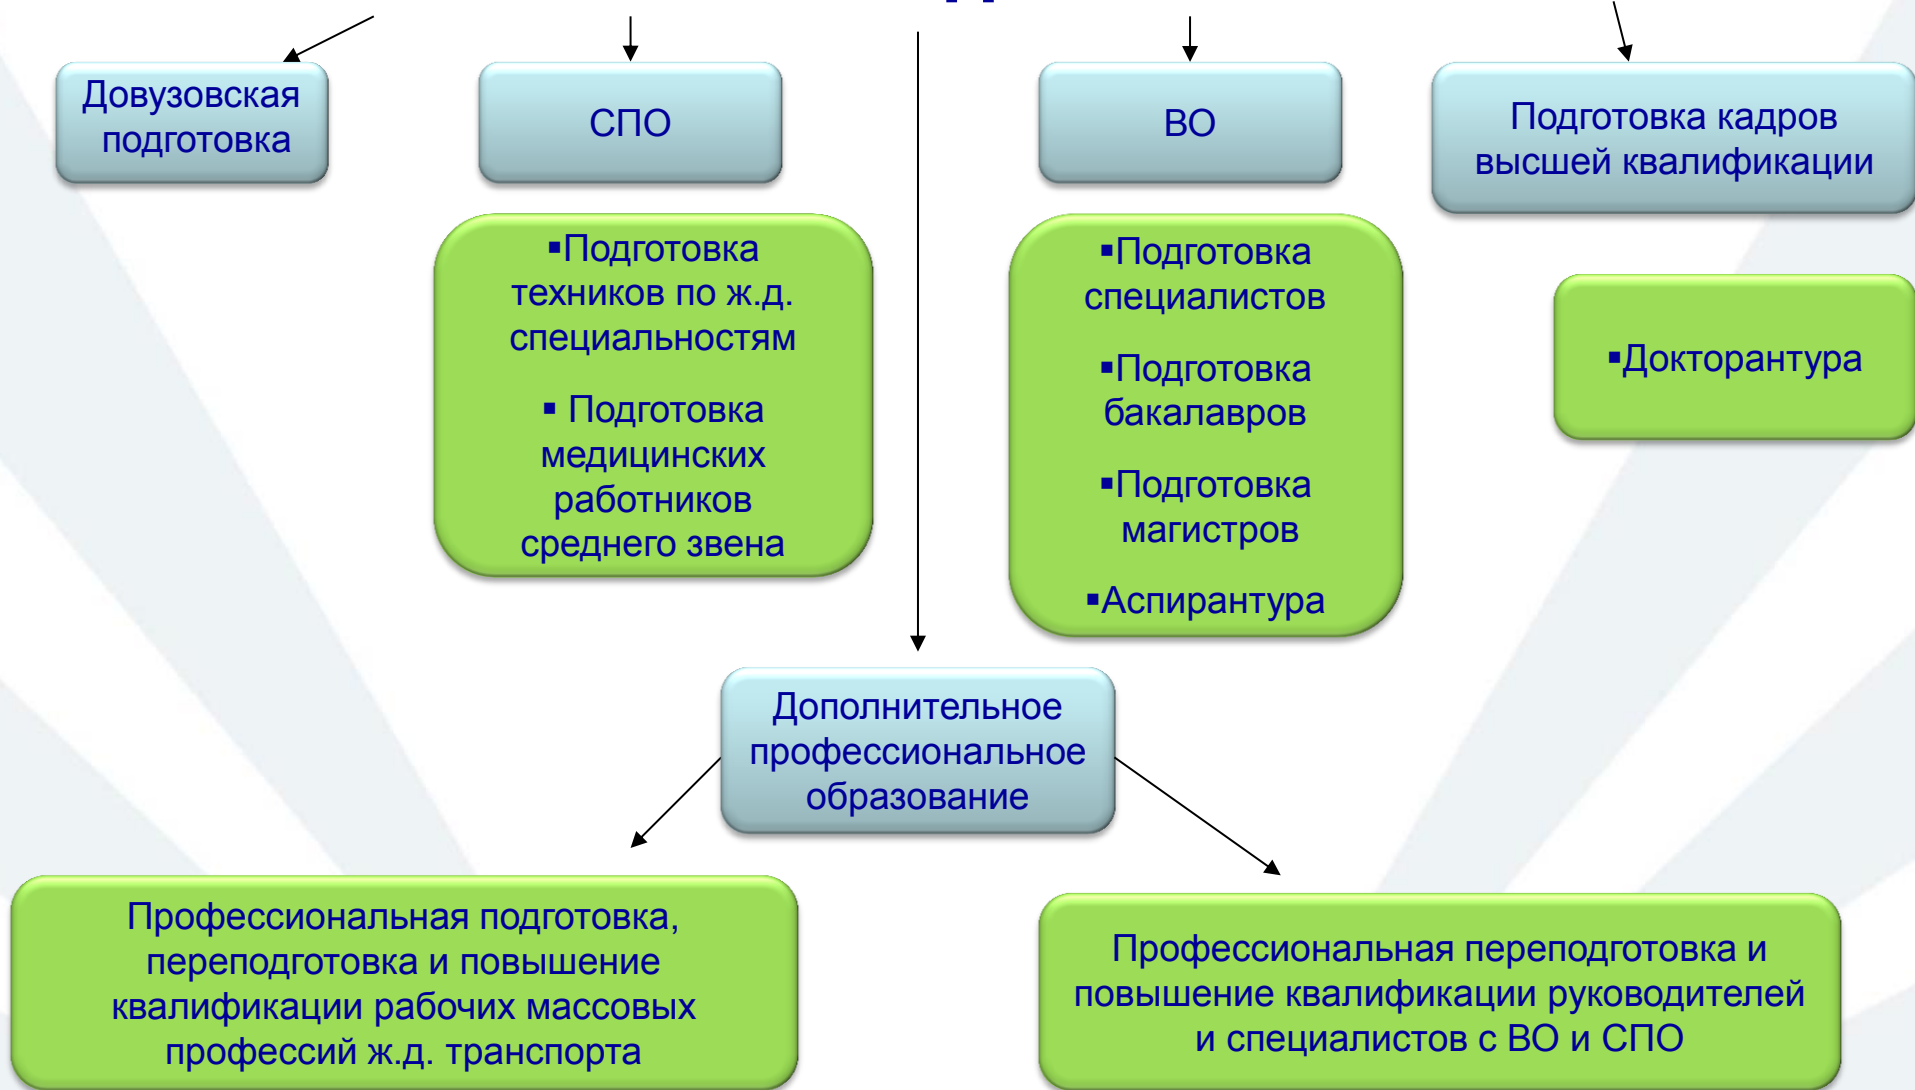 Довузовская
подготовка
СПО
ВО
Подготовка кадров
высшей квалификации
▪Подготовка
техников по ж.д.
специальностям
▪ Подготовка
медицинских
работников
среднего звена
▪Подготовка
специалистов
▪Подготовка
бакалавров
▪Подготовка
магистров
▪Аспирантура
▪Докторантура
Дополнительное
профессиональное
образование
Профессиональная подготовка,
переподготовка и повышение
квалификации рабочих массовых
профессий ж.д. транспорта
Профессиональная переподготовка и
повышение квалификации руководителей
и специалистов с ВО и СПО